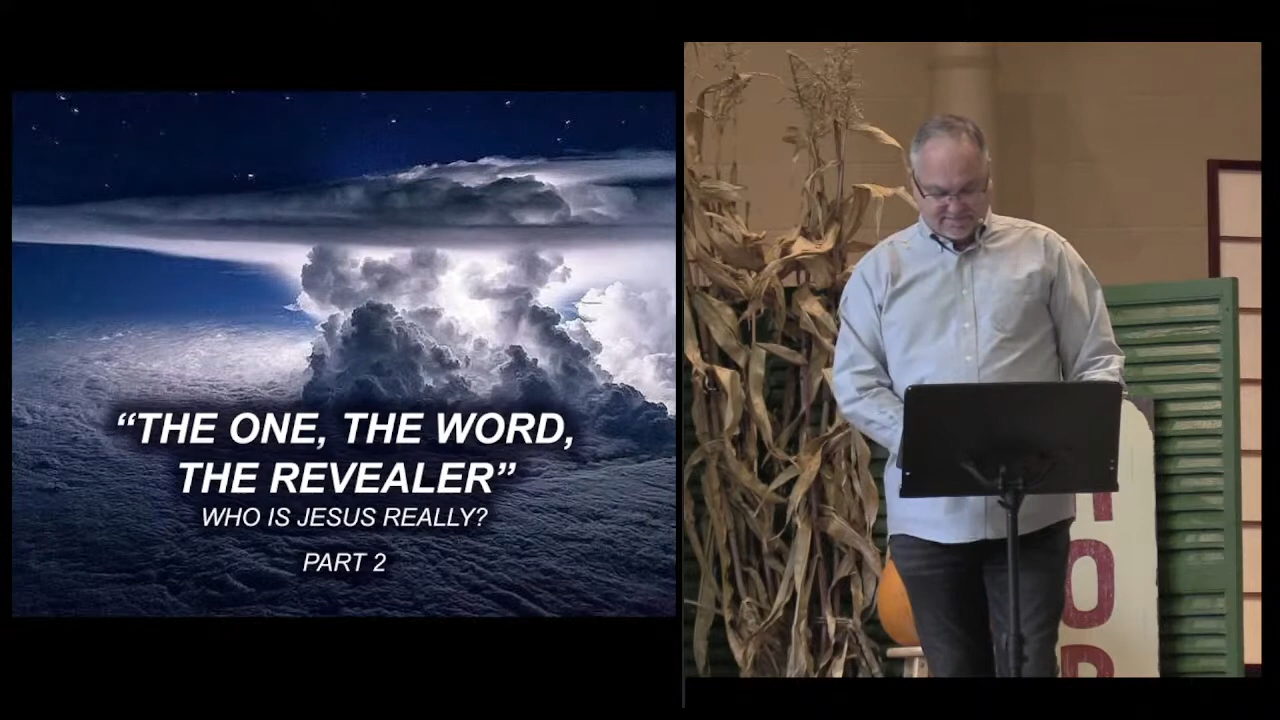 “THE ONE, THE WORD,
THE REVEALER”
WHO IS JESUS REALLY?
PART 2